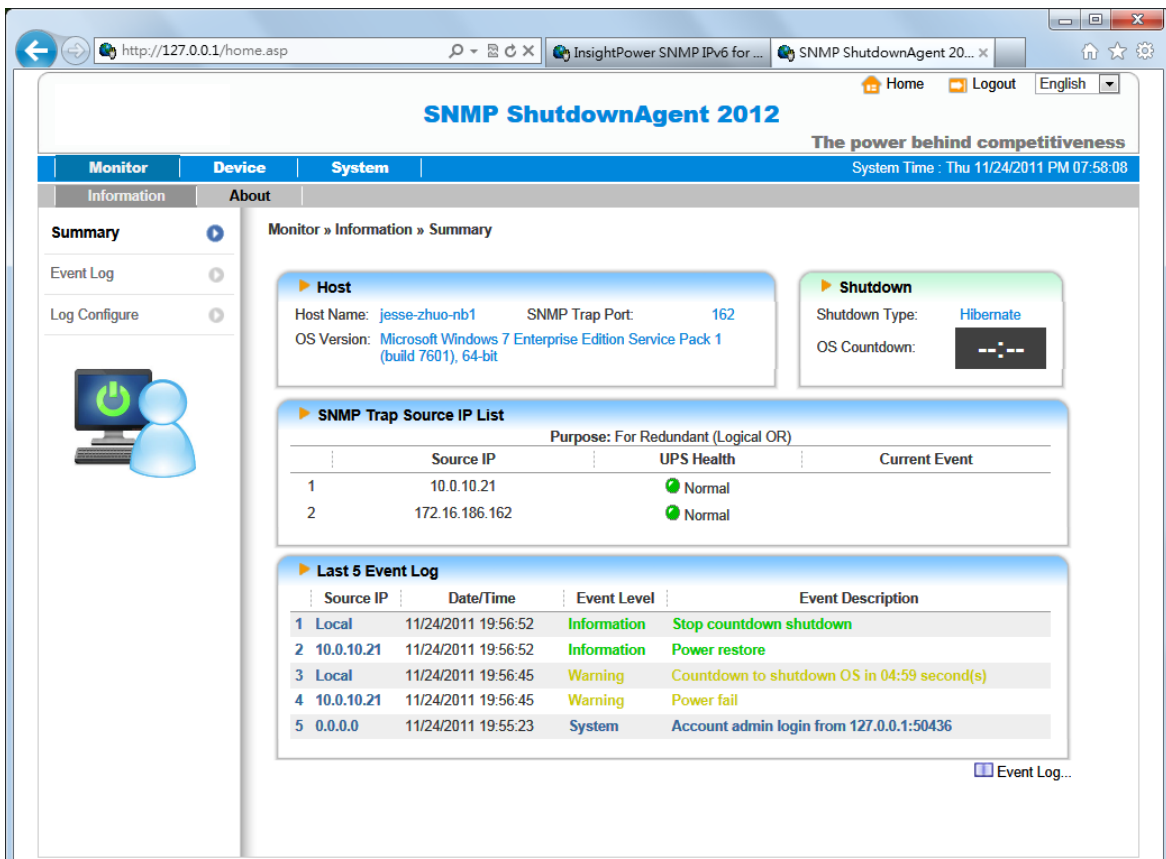 http://127.0.0.1/home.asp
InsightPower SNMP IPv6 for ...
SNMP ShutdownAgent 20...
Home
Logout
English
SNMP ShutdownAgent 2012
The power behind competitiveness
Monitor Device System System Time : Thu 11/24/2011 PM 07:58:08
Information About
Summary
Event Log
Log Configure
Monitor » Information » Summary
Host
Host Name: jesse-zhuo-nb1 SNMP Trap Port: 162
OS Version: Microsoft Windows 7 Enterprise Edition Service Pack 1
(build 7601), 64-bit
Shutdown
Shutdown Type: Hibernate
OS Countdown: --:--
SNMP Trap Source IP List
Purpose: For Redundant (Logical OR)
Source IP UPS Health Current Event
1 10.0.10.21 Normal
2 172.16.186.162 Normal
Last 5 Event Log
Source IP Date/Time Event Level Event Description
1 Local 11/24/2011 19:56:52 Information Stop countdown shutdown
2 10.0.10.21 11/24/2011 19:56:52 Information Power restore
3 Local 11/24/2011 19:56:45 Warning Countdown to shutdown OS in 04:59 second(s)
4 10.0.10.21 11/24/2011 19:56:45 Warning Power fail
5 0.0.0.0 11/24/2011 19:55:23 System Account admin login from 127.0.0.1:50436
Event Log...